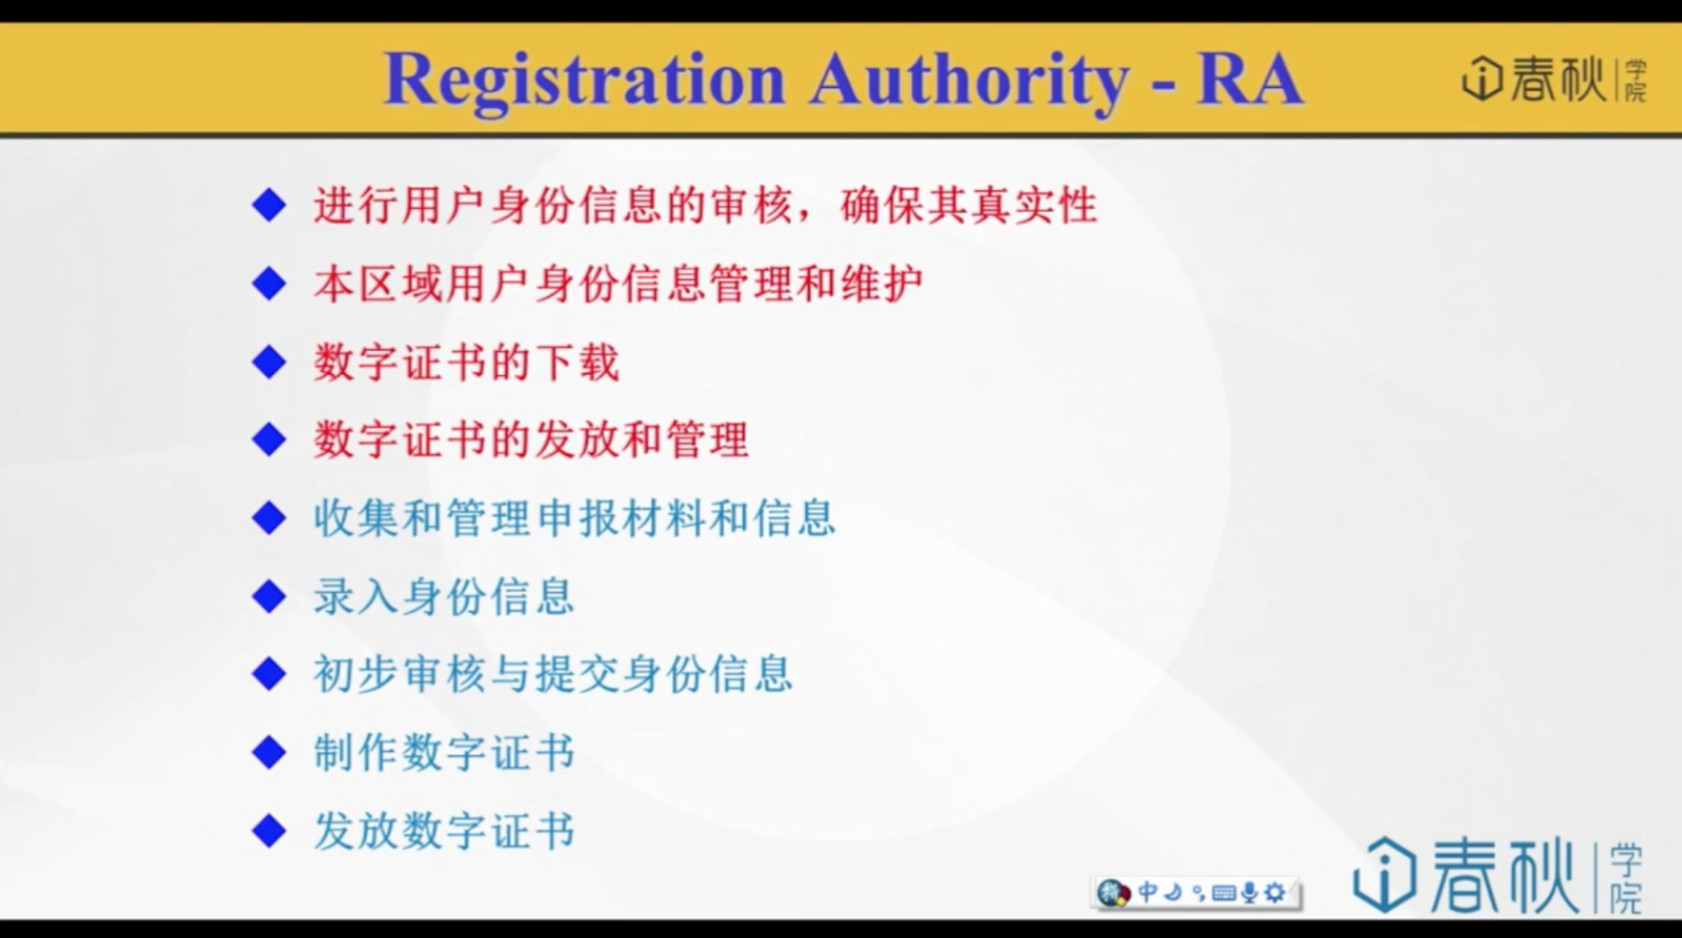 Registration Authority - RA
春秋学院
进行用户身份信息的审核，确保其真实性
本区域用户身份信息管理和维护
数字证书的下载
数字证书的发放和管理
收集和管理申报材料和信息
录入身份信息
初步审核与提交身份信息
制作数字证书
发放数字证书
中
春秋学院